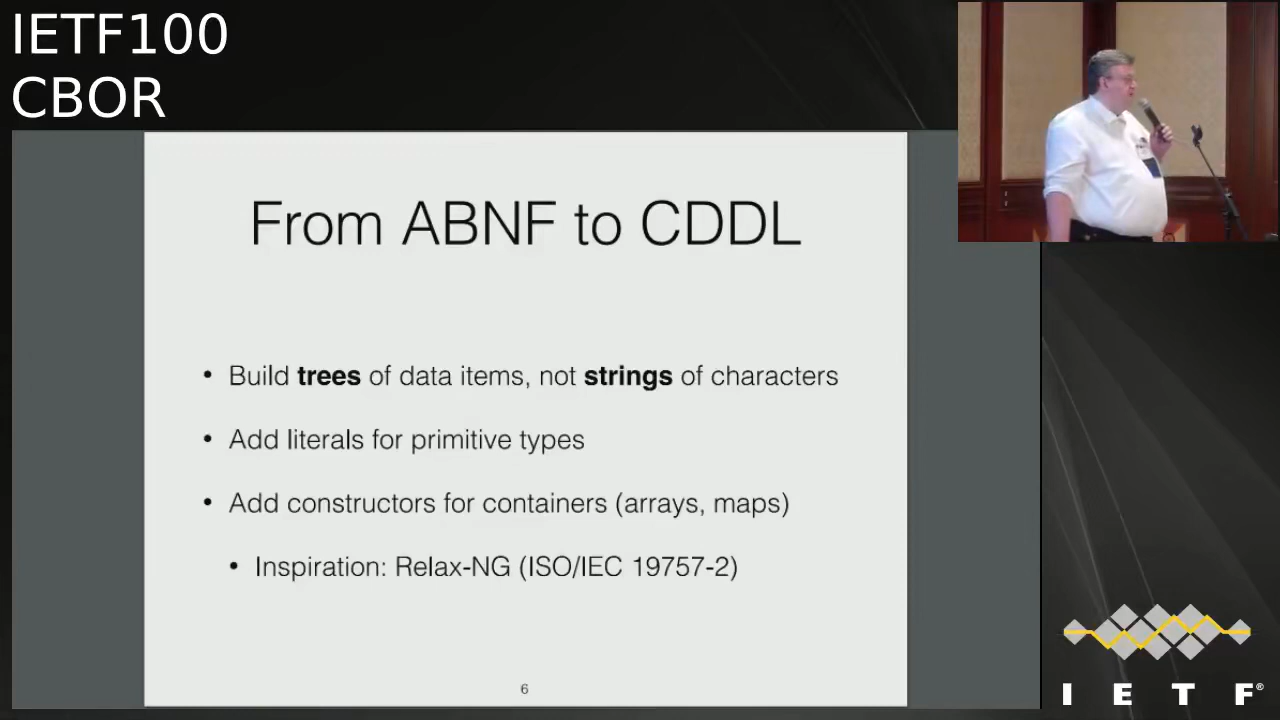 IETF100
CBOR
From ABNF to CDDL
• Build trees of data items, not strings of characters
• Add literals for primitive types
• Add constructors for containers (arrays, maps)
• Inspiration: Relax-NG (ISO/IEC 19757-2)
6
I E T F®